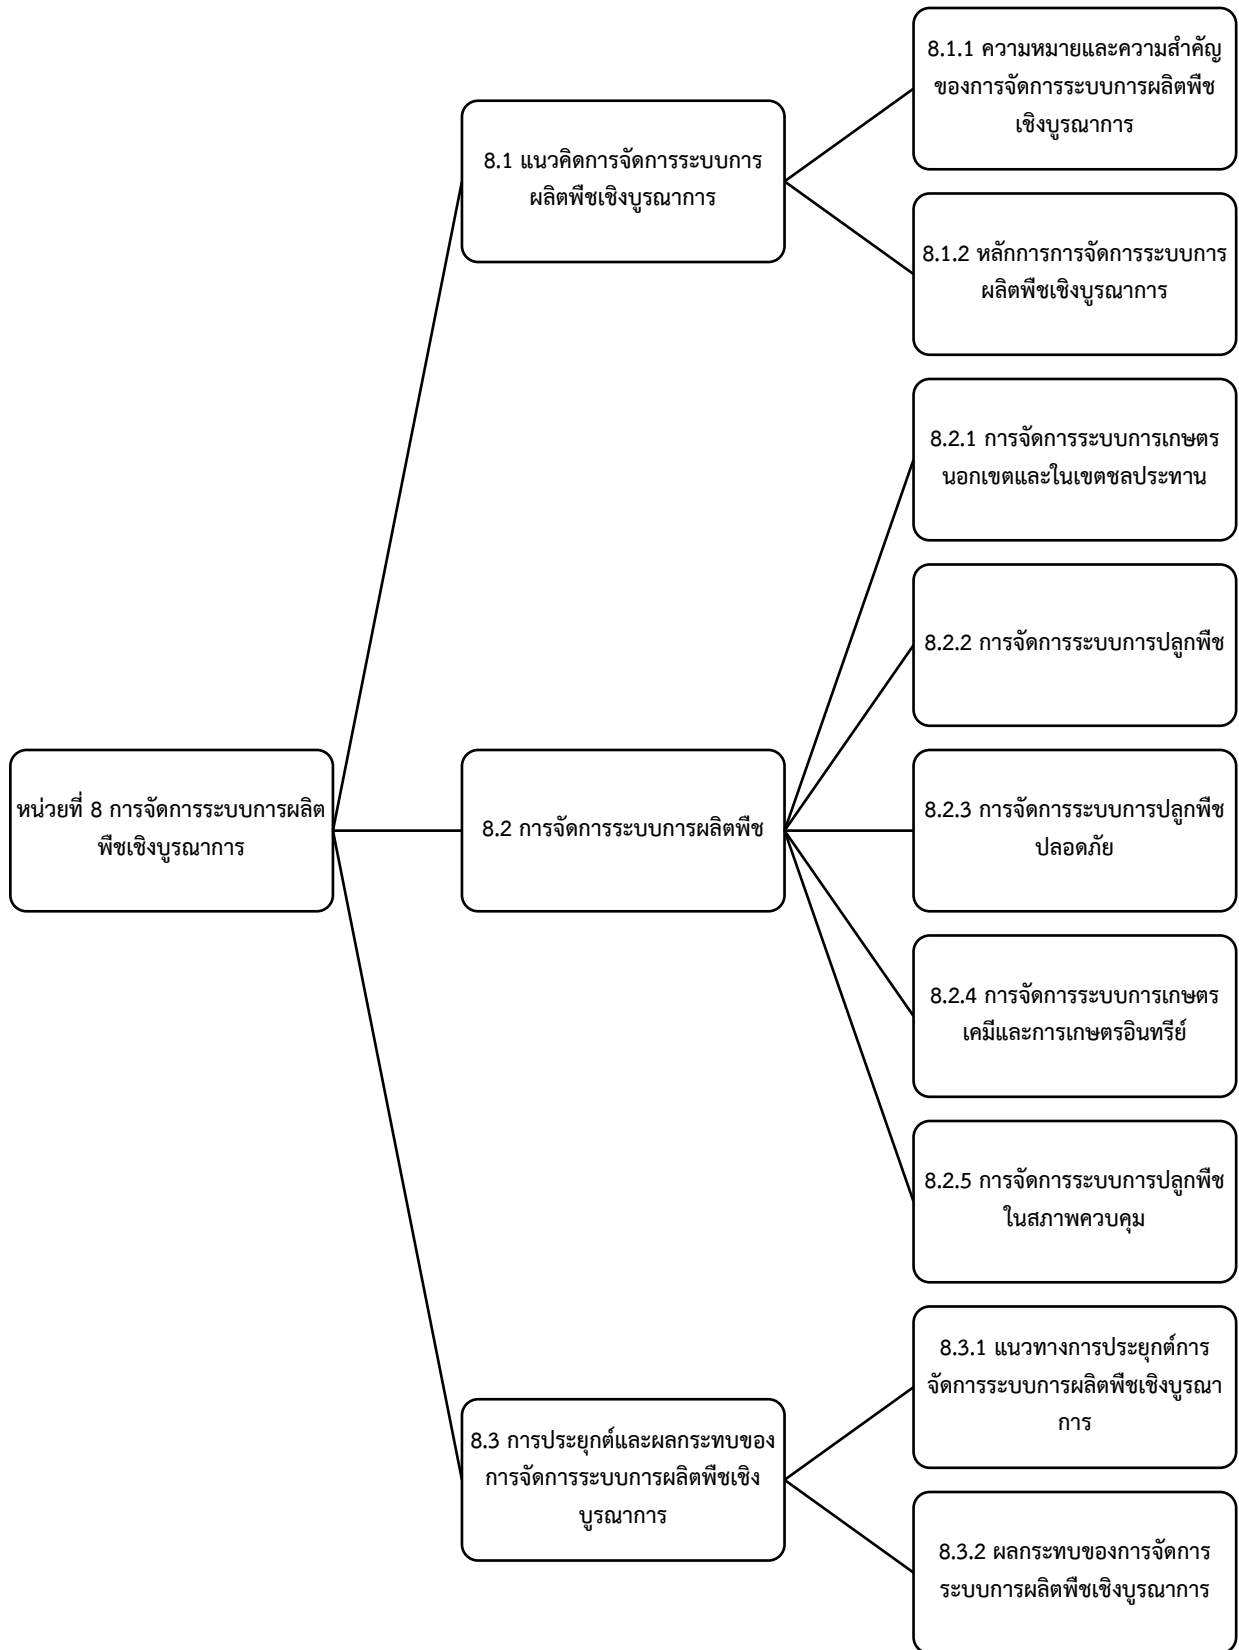 หน่วยที่ 8 การจัดการระบบการผลิต
พืชเชิงบูรณาการ
8.1 แนวคิดการจัดการระบบการ
ผลิตพืชเชิงบูรณาการ
8.1.1 ความหมายและความสำคัญ
ของการจัดการระบบการผลิตพืช
เชิงบูรณาการ
8.1.2 หลักการการจัดการระบบการ
ผลิตพืชเชิงบูรณาการ
8.2 การจัดการระบบการผลิตพืช
8.2.1 การจัดการระบบการเกษตร
นอกเขตและในเขตชลประทาน
8.2.2 การจัดการระบบการปลูกพืช
8.2.3 การจัดการระบบการปลูกพืช
ปลอดภัย
8.2.4 การจัดการระบบการเกษตร
เคมีและการเกษตรอินทรีย์
8.2.5 การจัดการระบบการปลูกพืช
ในสภาพควบคุม
8.3 การประยุกต์และผลกระทบของ
การจัดการระบบการผลิตพืชเชิง
บูรณาการ
8.3.1 แนวทางการประยุกต์การ
จัดการระบบการผลิตพืชเชิงบูรณา
การ
8.3.2 ผลกระทบของการจัดการ
ระบบการผลิตพืชเชิงบูรณาการ